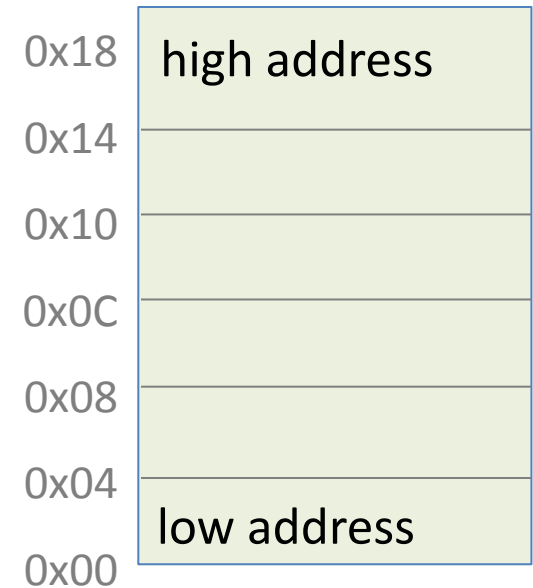 0x18 high address
0x14
0x10
0x0C
0x08
0x04
low address
0x00